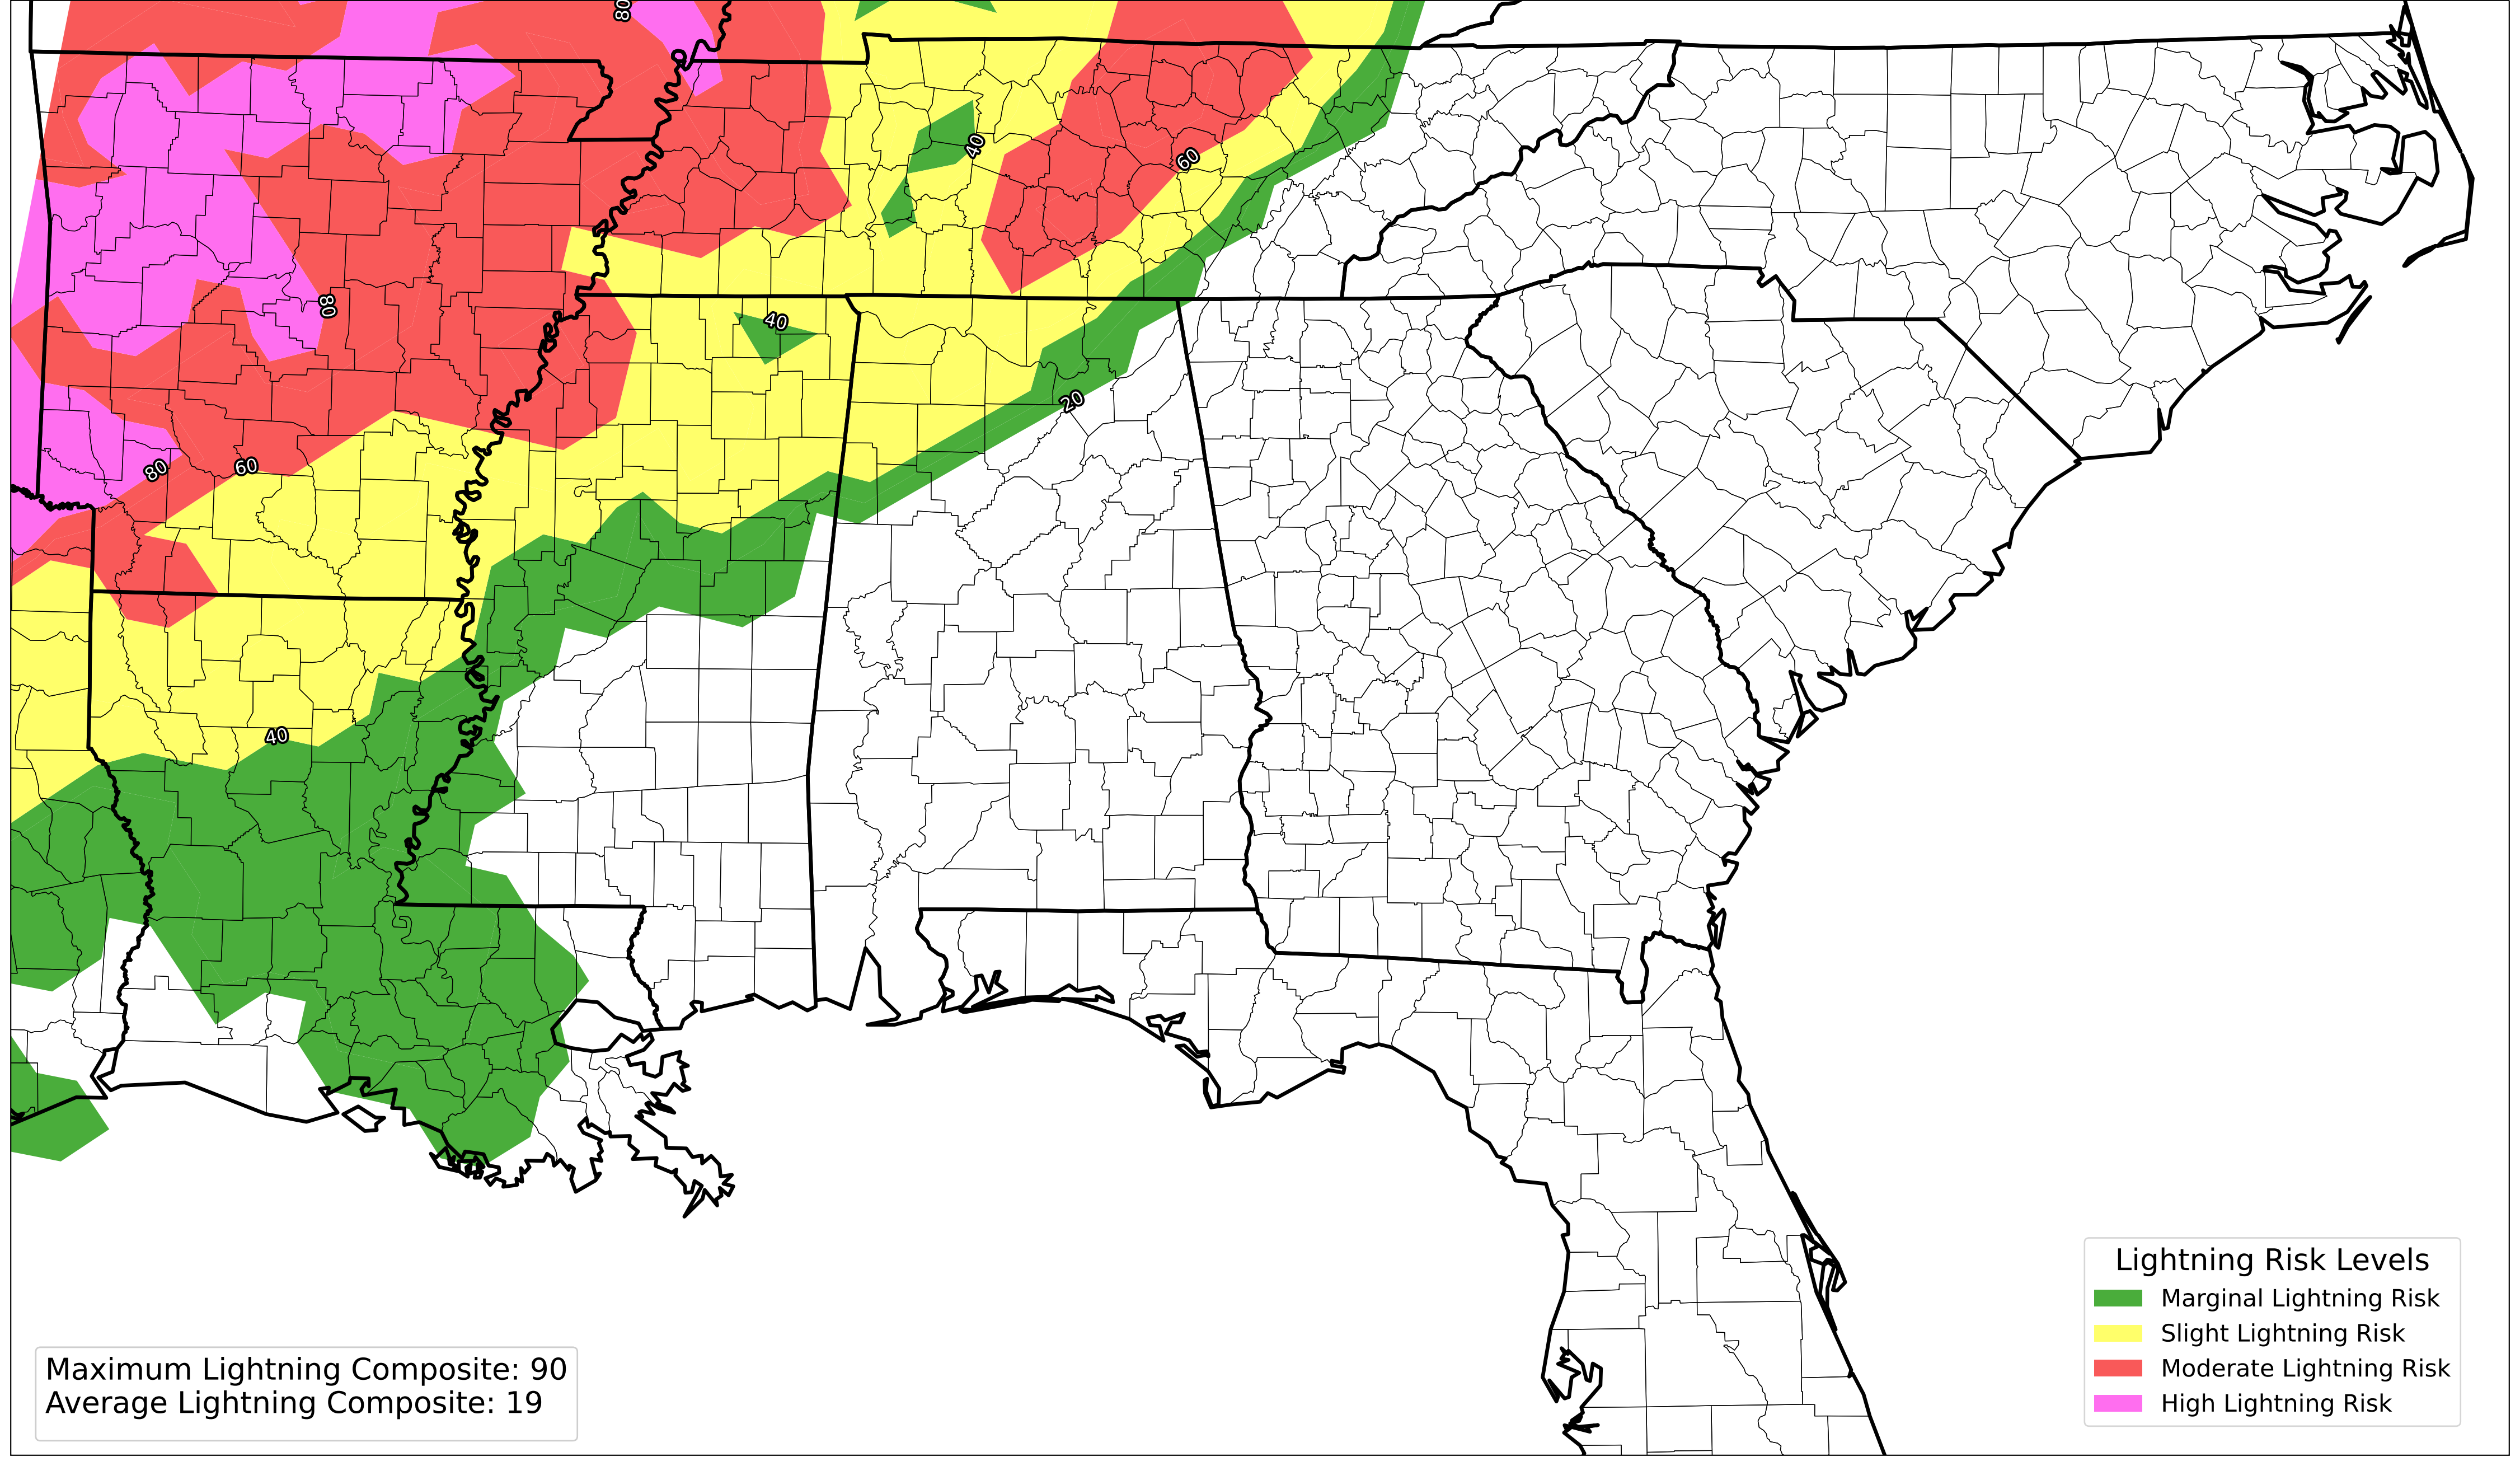 80
40
60
80
40
20
80
60
40
Lightning Risk Levels
Marginal Lightning Risk
Slight Lightning Risk
Moderate Lightning Risk
High Lightning Risk
Maximum Lightning Composite: 90
Average Lightning Composite: 19